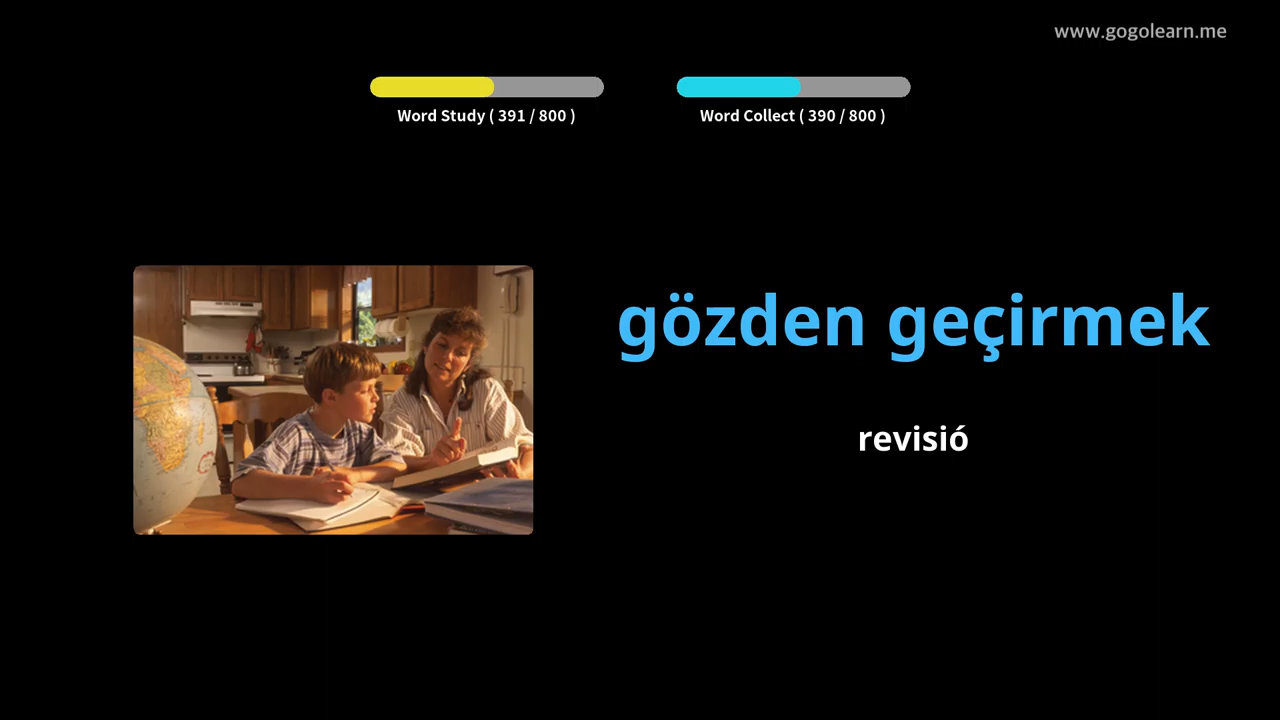 www.gogolearn.me
Word Study ( 391 / 800 )
Word Collect ( 390 / 800 )
gözden geçirmek
revisió